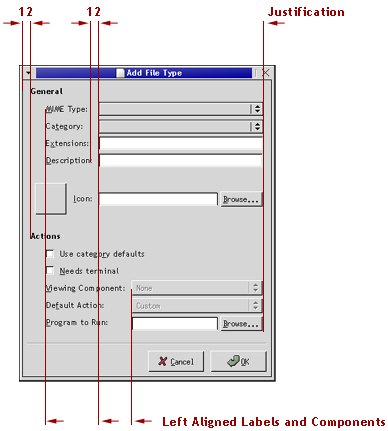 12 12 Justification
Add File Type
General
MIME Type:
Category:
Extensions:
Description:
Icon: Browse...
Actions
Use category defaults
Needs terminal
Viewing Component: None
Default Action: Custom
Program to Run: Browse...
Cancel OK
Left Aligned Labels and Components